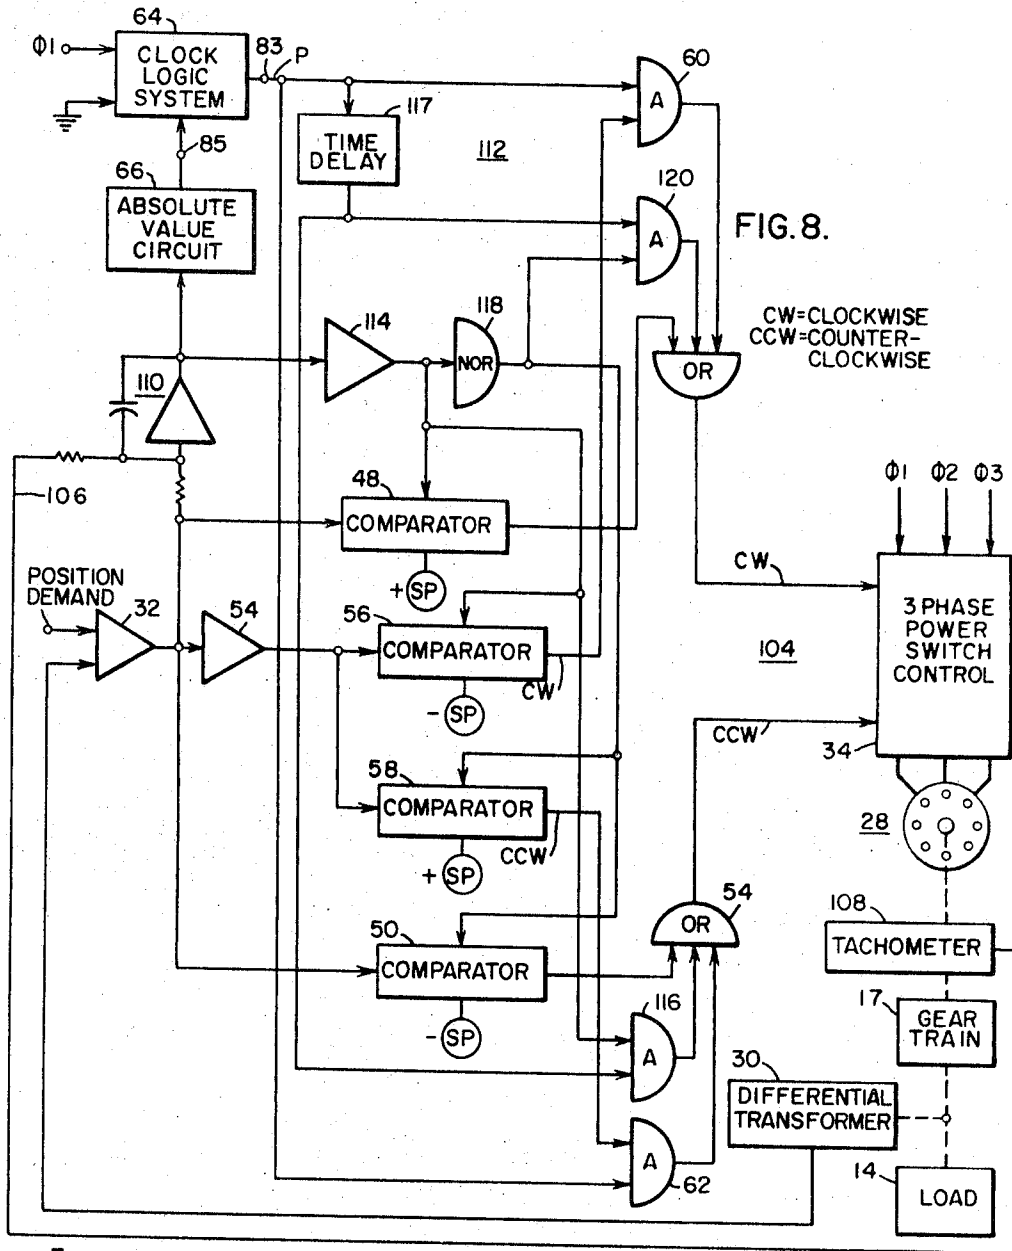 64
Φ1
CLOCK
LOGIC
SYSTEM
83
P
60
A
117
TIME
DELAY
112
85
66
ABSOLUTE
VALUE
CIRCUIT
120
A
FIG. 8.
114
118
NOR
CW=CLOCKWISE
CCW=COUNTER-
CLOCKWISE
OR
110
106
48
COMPARATOR
+ SP
Φ1 Φ2 Φ3
POSITION
DEMAND
32
54
56
COMPARATOR
CW
- SP
CW
3 PHASE
POWER
SWITCH
CONTROL
104
CCW
34
58
COMPARATOR
CCW
+ SP
28
50
COMPARATOR
- SP
OR
54
108
TACHOMETER
116
A
17
GEAR
TRAIN
30
DIFFERENTIAL
TRANSFORMER
A
62
14
LOAD